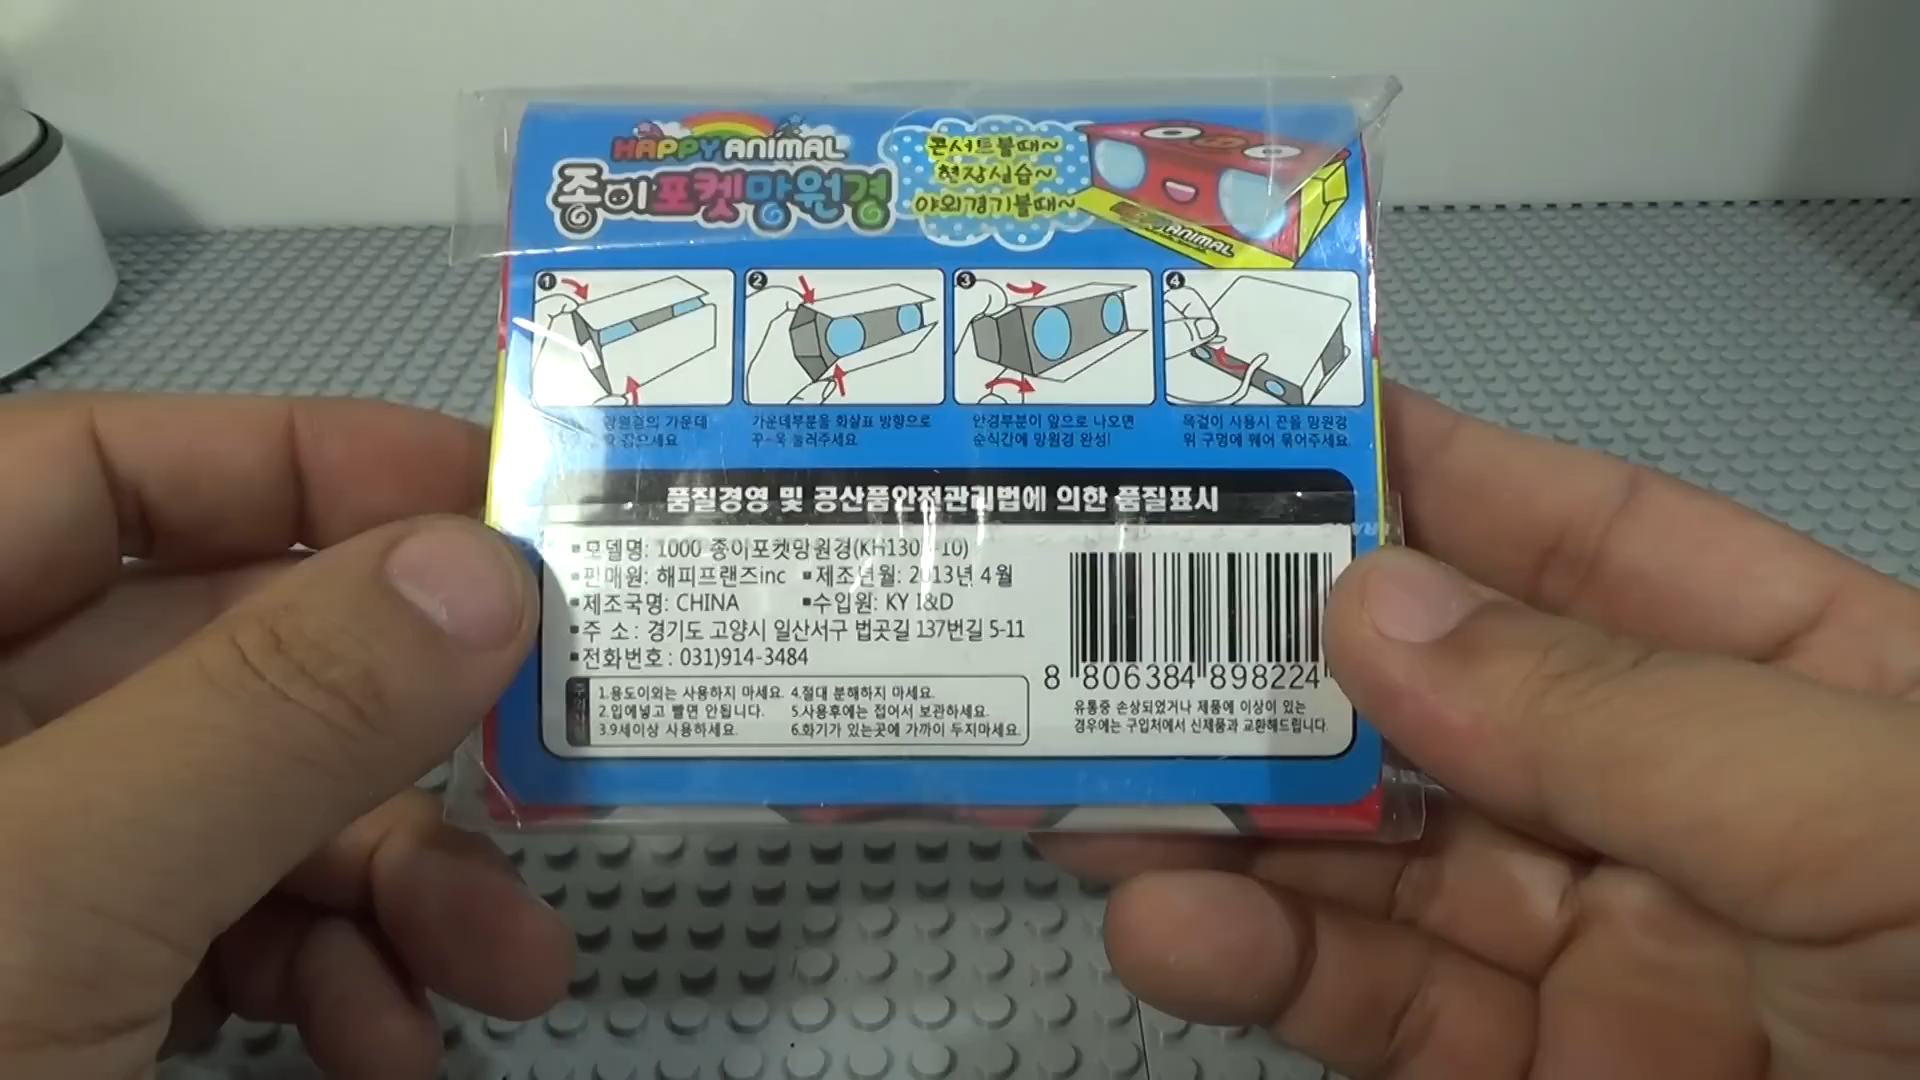 HAPPY ANIMAL
종이포켓망원경
콘서트볼때~
현장실습~
야외경기볼때~
ANIMAL
1
2
3
4
망원경의 가운데
잡으세요
가운데부분을 화살표 방향으로
꾸~욱 눌러주세요
안경부분이 앞으로 나오면
순식간에 망원경 완성!
목걸이 사용시 끈을 망원경
위 구멍에 꿰어 묶어주세요
품질경영 및 공산품안전관리법에 의한 품질표시
▪모델명: 1000 종이포켓망원경
▪판매원: 해피프랜즈inc ▪제조년월: 2013년 4월
▪제조국명: CHINA ▪수입원: KY I&D
▪주 소 : 경기도 고양시 일산서구 법곳길 137번길 5-11
▪전화번호 : 031)914-3484
1.용도이외는 사용하지 마세요. 4.절대 분해하지 마세요.
2.입에넣고 빨면 안됩니다. 5.사용후에는 접어서 보관하세요.
3.9세이상 사용하세요. 6.화기가 있는곳에 가까이 두지마세요.
8 806384 898224
유통중 손상되었거나 제품에 이상이 있는
경우에는 구입처에서 신제품과 교환해드립니다.